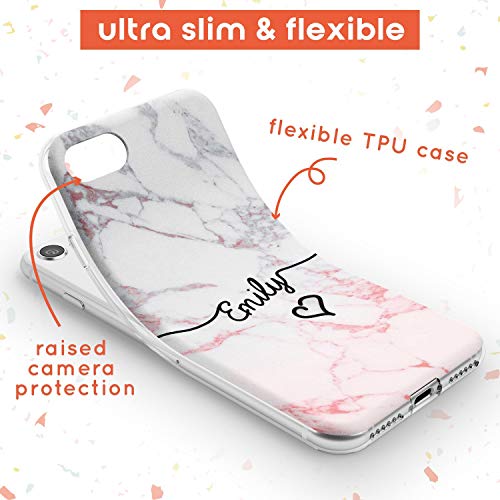 ultra slim & flexible
flexible TPU case
Emily
raised
camera
protection